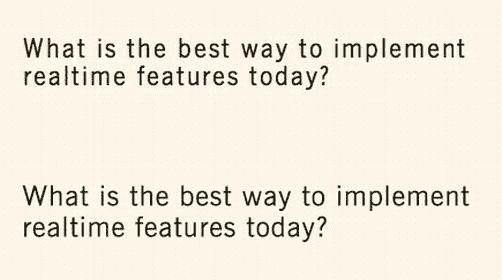 What is the best way to implement
realtime features today?
What is the best way to implement
realtime features today?